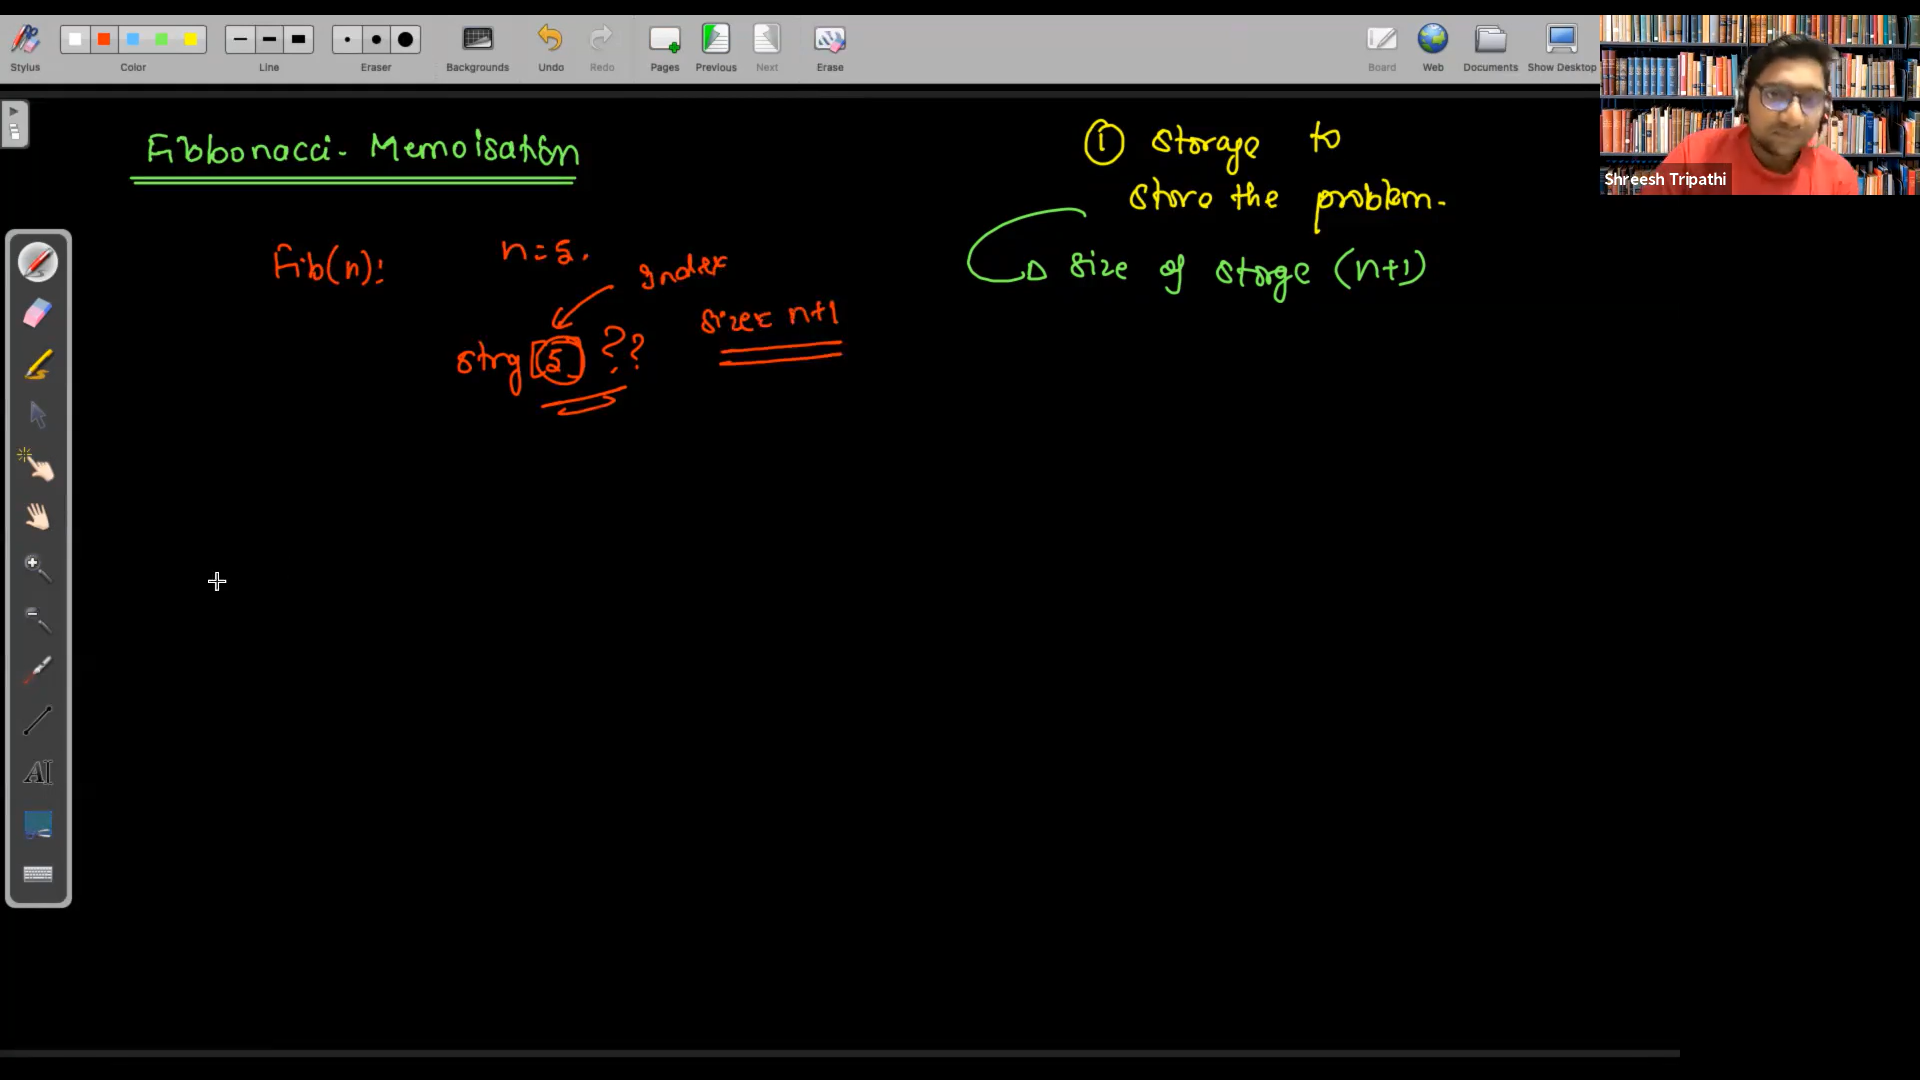 Stylus
Color
Line
Eraser
Backgrounds
Undo
Redo
Pages
Previous
Next
Erase
Board
Web
Documents
Show Desktop
Shreesh Tripathi
Fibbonacci- Memoisation
Fib(n):
n=5.
Index
strg [5] ??
size n+1
① Storage to
store the problem.
size of storge (n+1)
AI